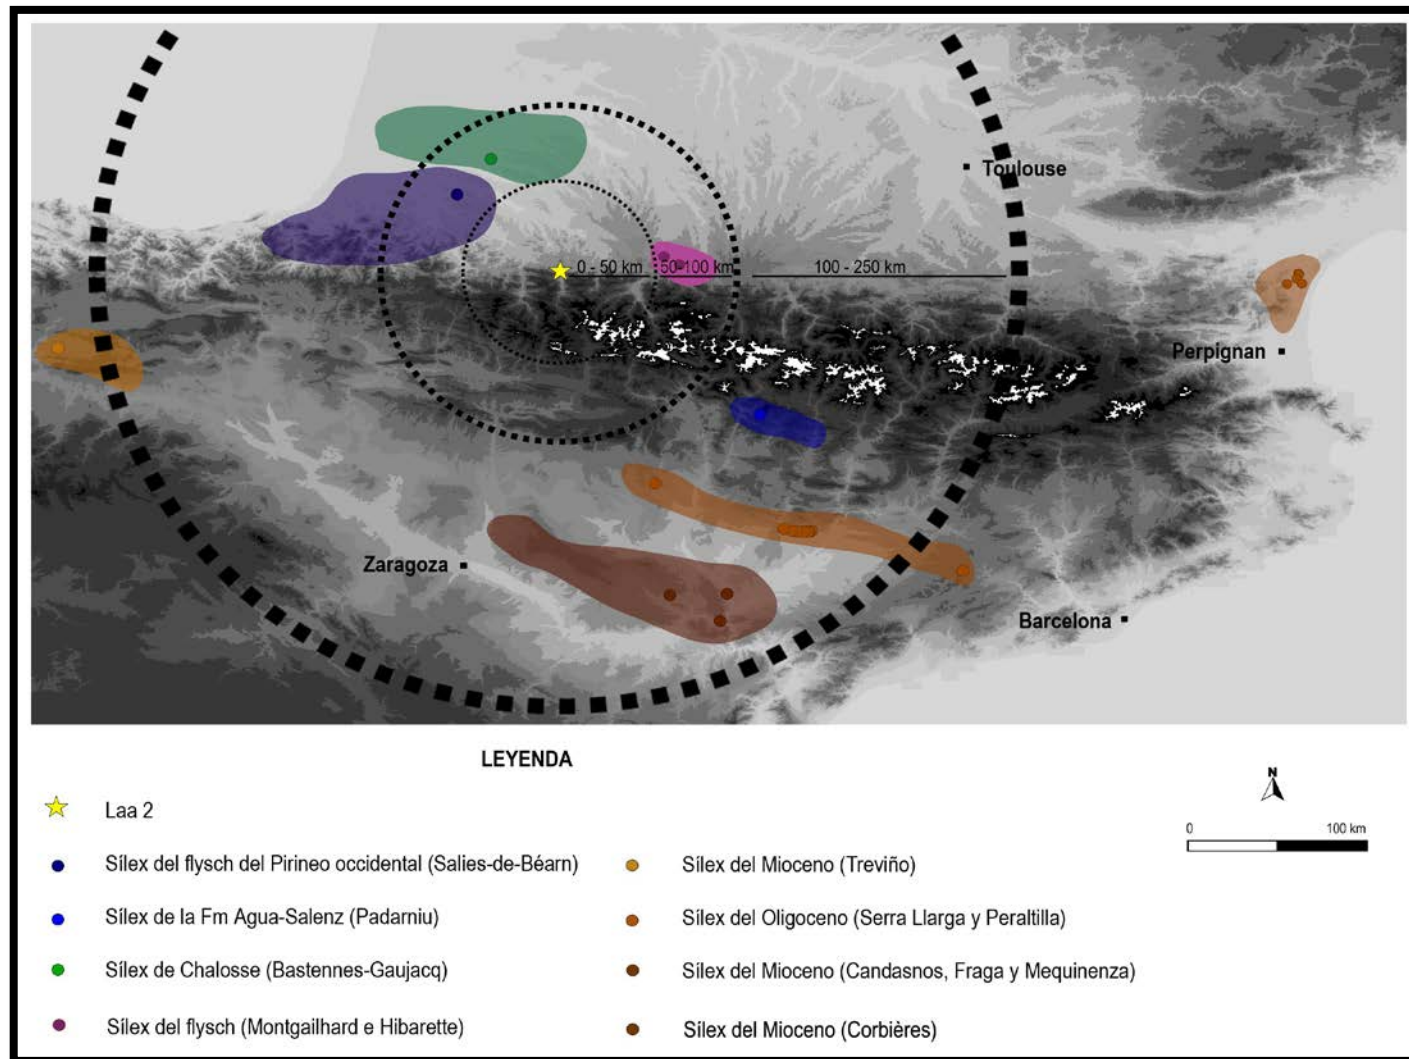 Toulouse
0 - 50 km
50-100 km
100 - 250 km
Perpignan
Zaragoza
Barcelona
LEYENDA
Laa 2
Sílex del flysch del Pirineo occidental (Salies-de-Béarn)
Sílex de la Fm Agua-Salenz (Padarniu)
Sílex de Chalosse (Bastennes-Gaujacq)
Sílex del flysch (Montgailhard e Hibarette)
Sílex del Mioceno (Treviño)
Sílex del Oligoceno (Serra Llarga y Peraltilla)
Sílex del Mioceno (Candasnos, Fraga y Mequinenza)
Sílex del Mioceno (Corbières)
N
0 100 km